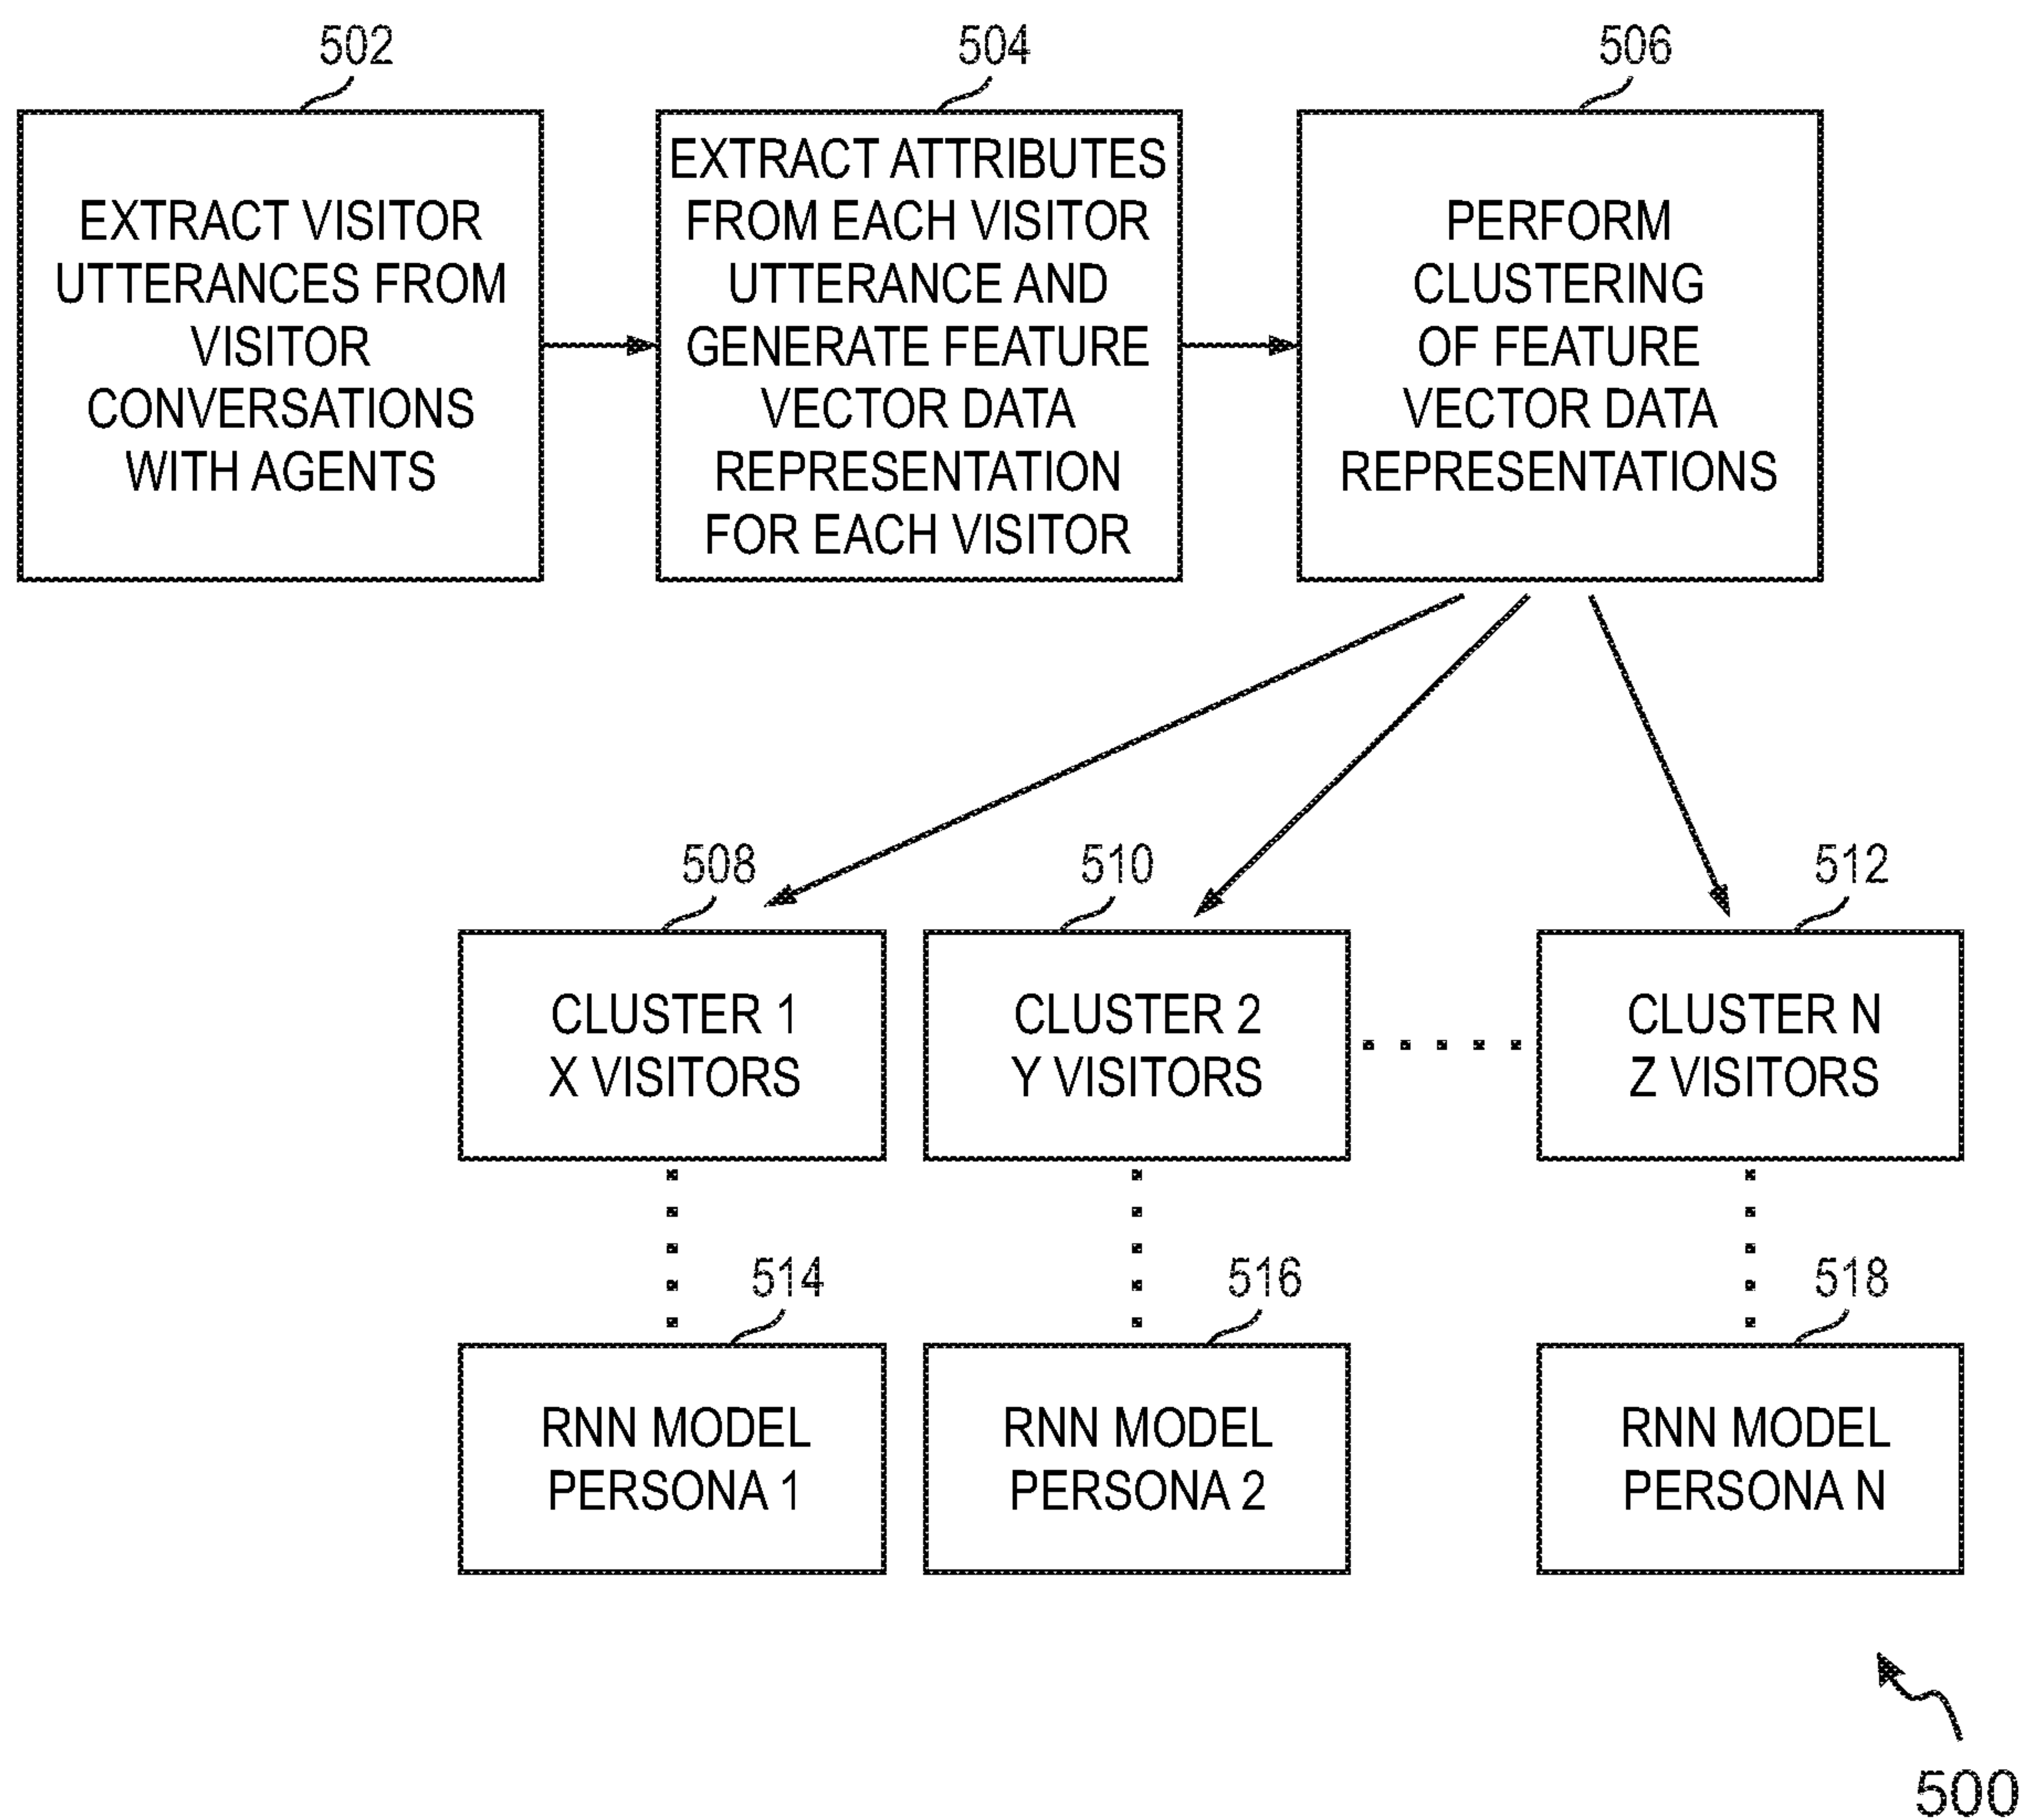 502
504
506
EXTRACT VISITOR
UTTERANCES FROM
VISITOR
CONVERSATIONS
WITH AGENTS
EXTRACT ATTRIBUTES
FROM EACH VISITOR
UTTERANCE AND
GENERATE FEATURE
VECTOR DATA
REPRESENTATION
FOR EACH VISITOR
PERFORM
CLUSTERING
OF FEATURE
VECTOR DATA
REPRESENTATIONS
508
510
512
CLUSTER 1
X VISITORS
CLUSTER 2
Y VISITORS
CLUSTER N
Z VISITORS
514
516
518
RNN MODEL
PERSONA 1
RNN MODEL
PERSONA 2
RNN MODEL
PERSONA N
500